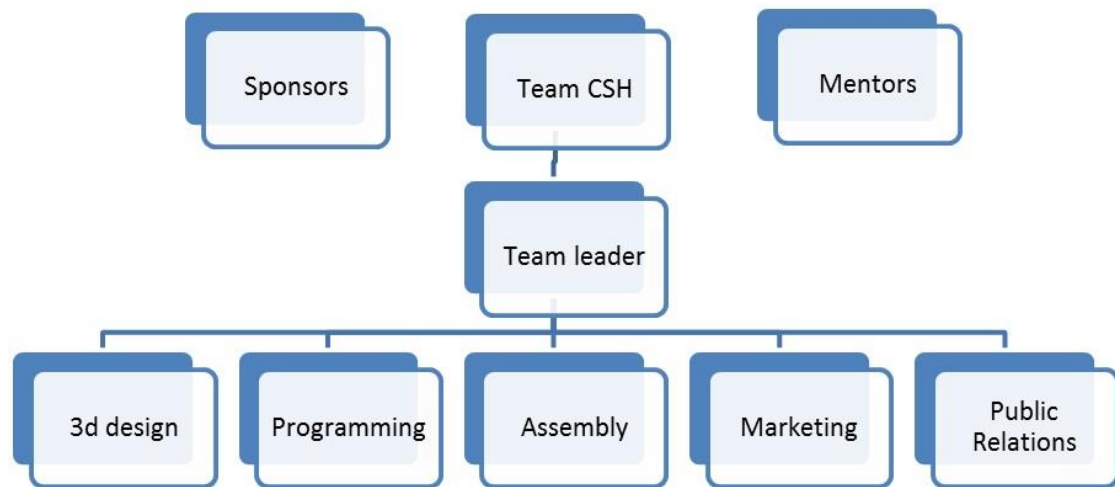 Sponsors
Team CSH
Mentors
Team leader
3d design
Programming
Assembly
Marketing
Public
Relations